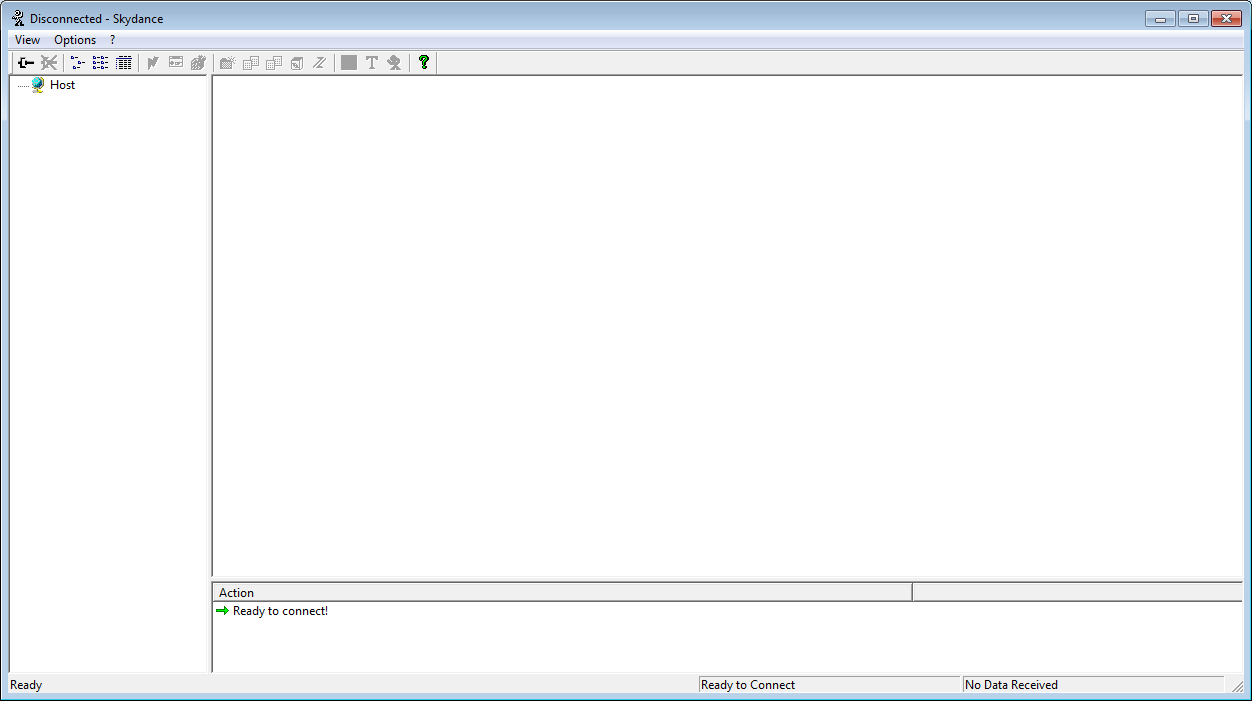 Disconnected - Skydance
View Options ?
Host
Action
Ready to connect!
Ready
Ready to Connect
No Data Received